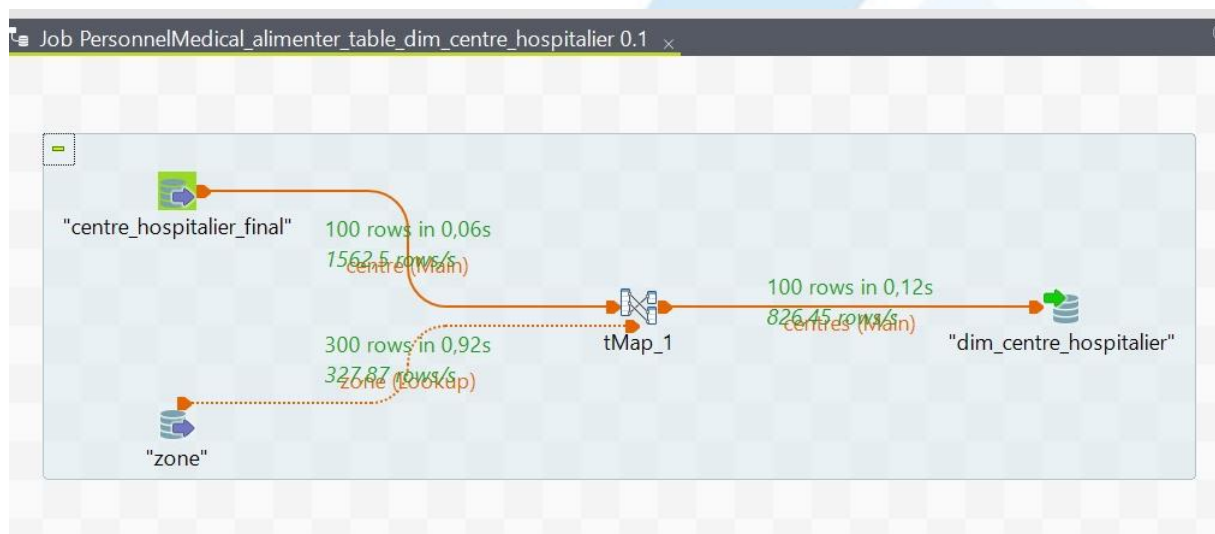 Job PersonnelMedical_alimenter_table_dim_centre_hospitalier 0.1
"centre_hospitalier_final"
100 rows in 0,06s
1562,5 rows/s
centre (Main)
100 rows in 0,12s
826,45 rows/s
centres (Main)
tMap_1
"dim_centre_hospitalier"
300 rows in 0,92s
327,87 rows/s
zone (Lookup)
"zone"